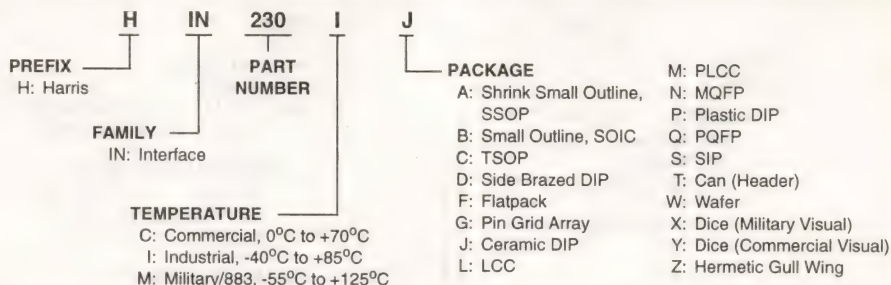 H IN 230 I J
PREFIX
H: Harris
PART
NUMBER
FAMILY
IN: Interface
TEMPERATURE
C: Commercial, 0°C to +70°C
I: Industrial, -40°C to +85°C
M: Military/883, -55°C to +125°C
PACKAGE
A: Shrink Small Outline,
SSOP
B: Small Outline, SOIC
C: TSOP
D: Side Brazed DIP
F: Flatpack
G: Pin Grid Array
J: Ceramic DIP
L: LCC
M: PLCC
N: MQFP
P: Plastic DIP
Q: PQFP
S: SIP
T: Can (Header)
W: Wafer
X: Dice (Military Visual)
Y: Dice (Commercial Visual)
Z: Hermetic Gull Wing